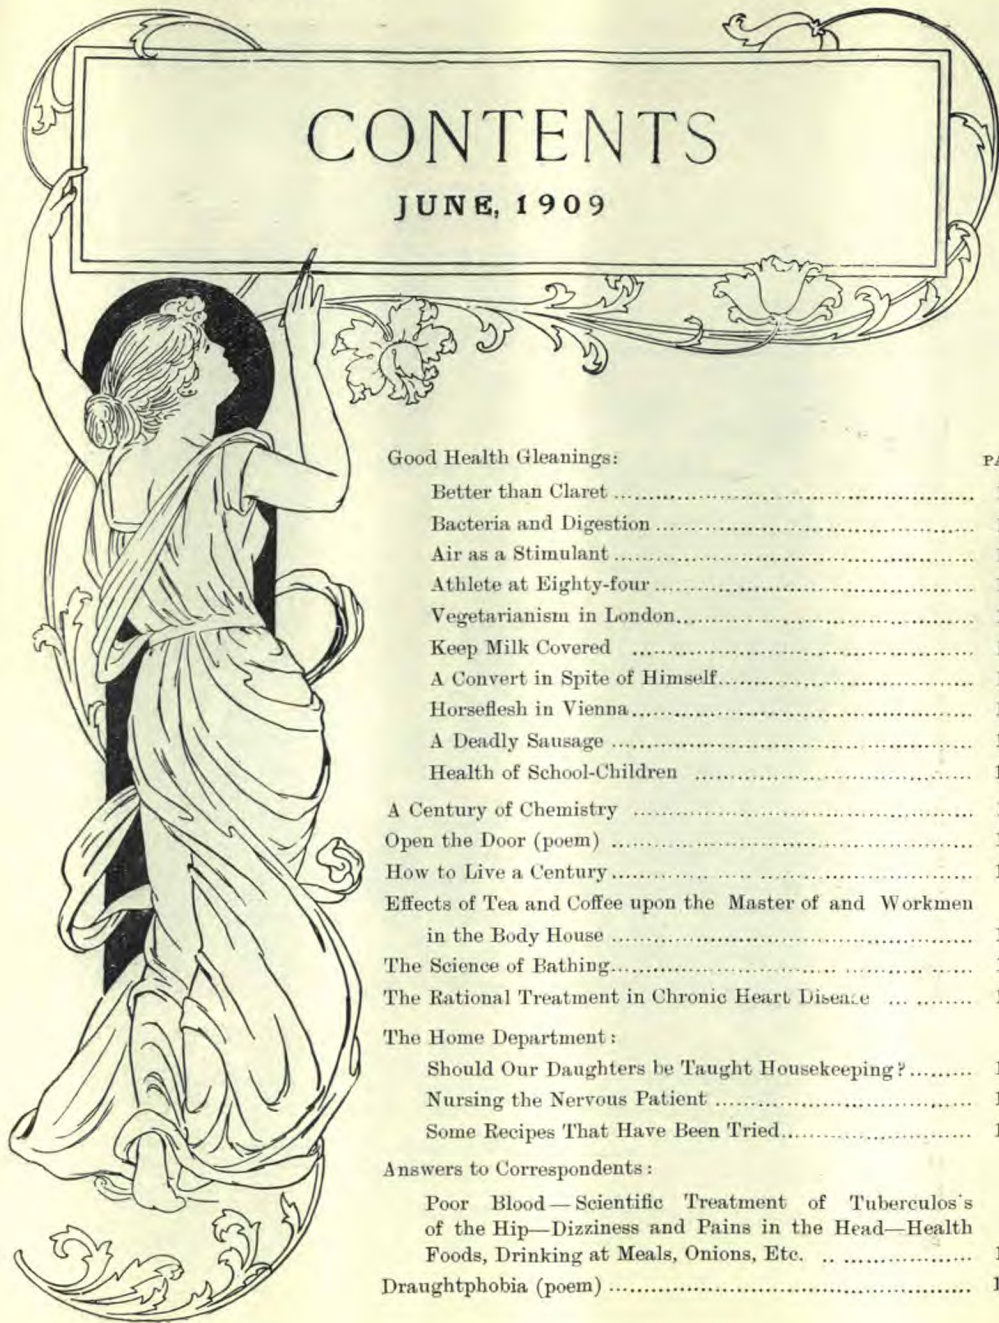 CONTENTS
JUNE, 1909
Good Health Gleanings:
Better than Claret
Bacteria and Digestion
Air as a Stimulant
Athlete at Eighty-four
Vegetarianism in London
Keep Milk Covered
A Convert in Spite of Himself
Horseflesh in Vienna
A Deadly Sausage
Health of School-Children
A Century of Chemistry
Open the Door (poem)
How to Live a Century
Effects of Tea and Coffee upon the Master of and Workmen
in the Body House
The Science of Bathing
The Rational Treatment in Chronic Heart Disease
The Home Department:
Should Our Daughters be Taught Housekeeping?
Nursing the Nervous Patient
Some Recipes That Have Been Tried
Answers to Correspondents:
Poor Blood—Scientific Treatment of Tuberculos's
of the Hip—Dizziness and Pains in the Head—Health
Foods, Drinking at Meals, Onions, Etc.
Draughtphobia (poem)